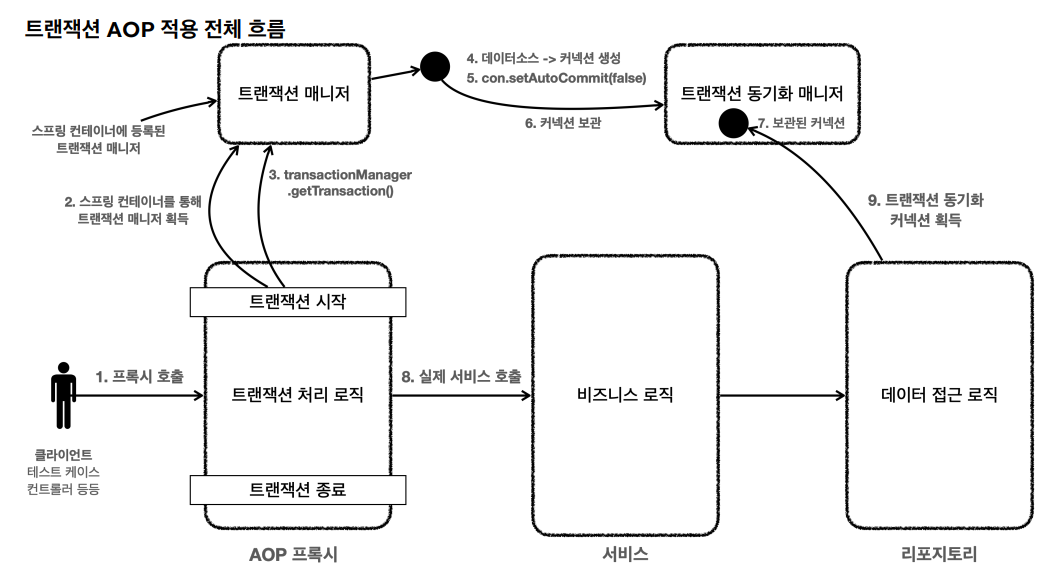 트랜잭션 AOP 적용 전체 흐름
트랜잭션 매니저
4. 데이터소스 -> 커넥션 생성
5. con.setAutoCommit(false)
트랜잭션 동기화 매니저
6. 커넥션 보관
7. 보관된 커넥션
스프링 컨테이너에 등록된
트랜잭션 매니저
3. transactionManager
.getTransaction()
2. 스프링 컨테이너를 통해
트랜잭션 매니저 획득
9. 트랜잭션 동기화
커넥션 획득
트랜잭션 시작
1. 프록시 호출
트랜잭션 처리 로직
8. 실제 서비스 호출
비즈니스 로직
데이터 접근 로직
클라이언트
테스트 케이스
컨트롤러 등등
트랜잭션 종료
AOP 프록시
서비스
리포지토리